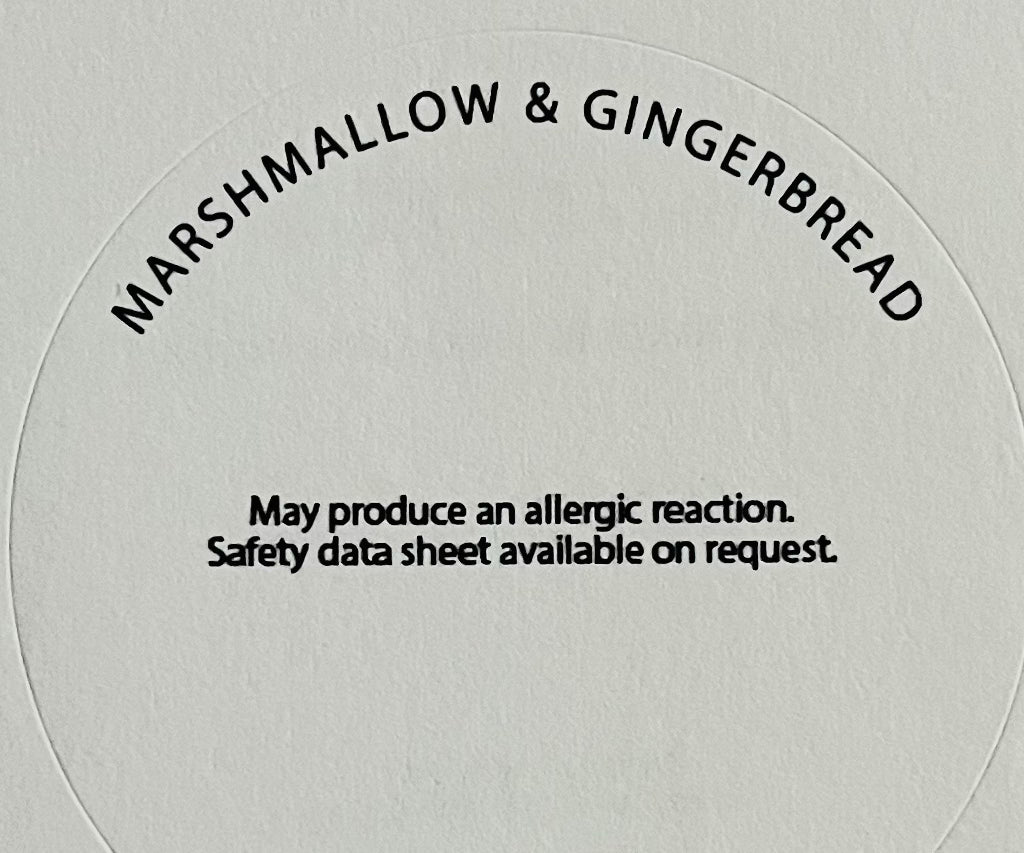 MARSHMALLOW & GINGERBREAD
May produce an allergic reaction.
Safety data sheet available on request.